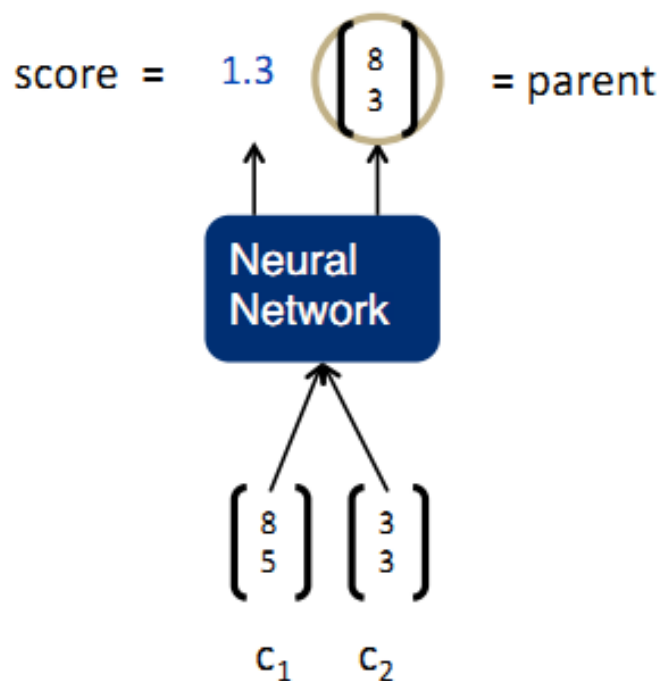 score = 1.3 8 = parent
3
Neural
Network
8 3
5 3
c₁ c₂